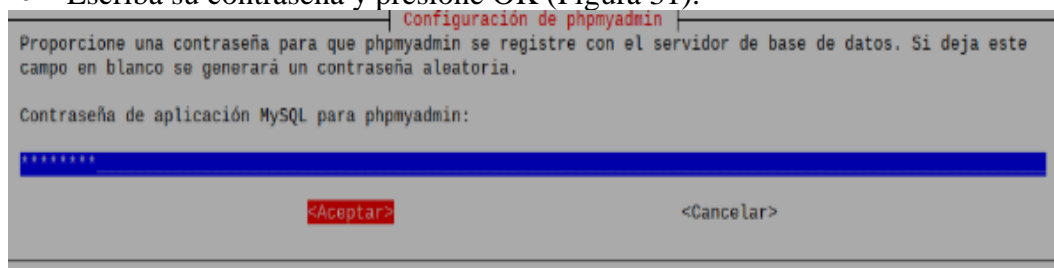 Escriba su contraseña y presione OK (Figura 31).
Configuración de phpmyadmin
Proporcione una contraseña para que phpmyadmin se registre con el servidor de base de datos. Si deja este
campo en blanco se generará un contraseña aleatoria.
Contraseña de aplicación MySQL para phpmyadmin:
********
<Aceptar> <Cancelar>